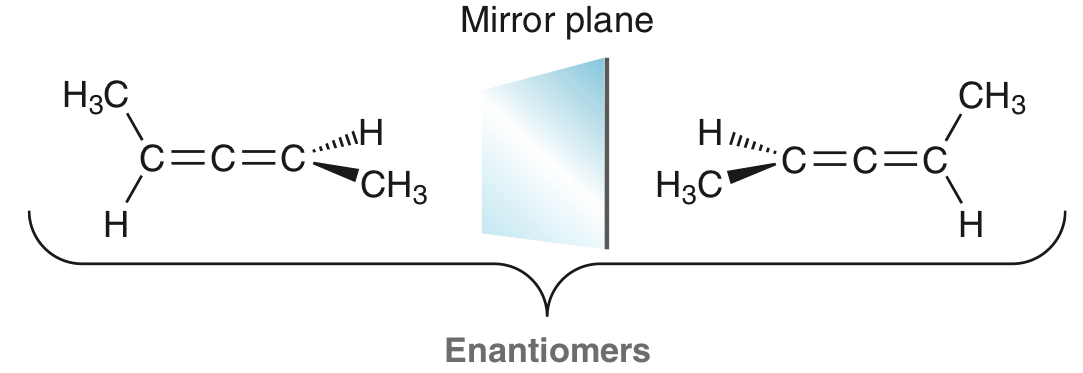 Mirror plane
H₃C
C=C=C
H
CH₃
H
H
H₃C
C=C=C
CH₃
H
Enantiomers